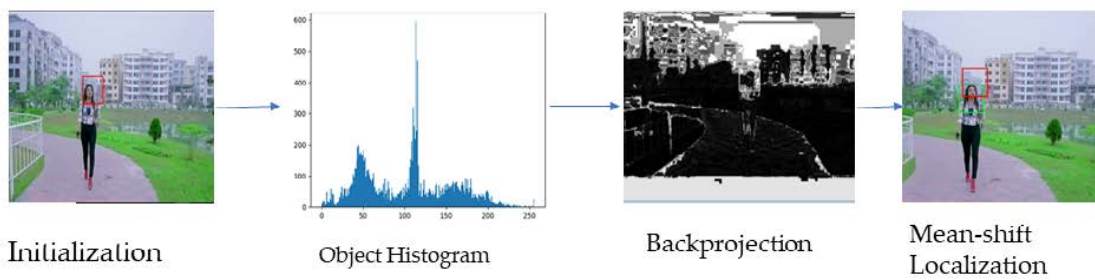 600
500
400
300
200
100
0
0 50 100 150 200 250
Initialization
Object Histogram
Backprojection
Mean-shift
Localization